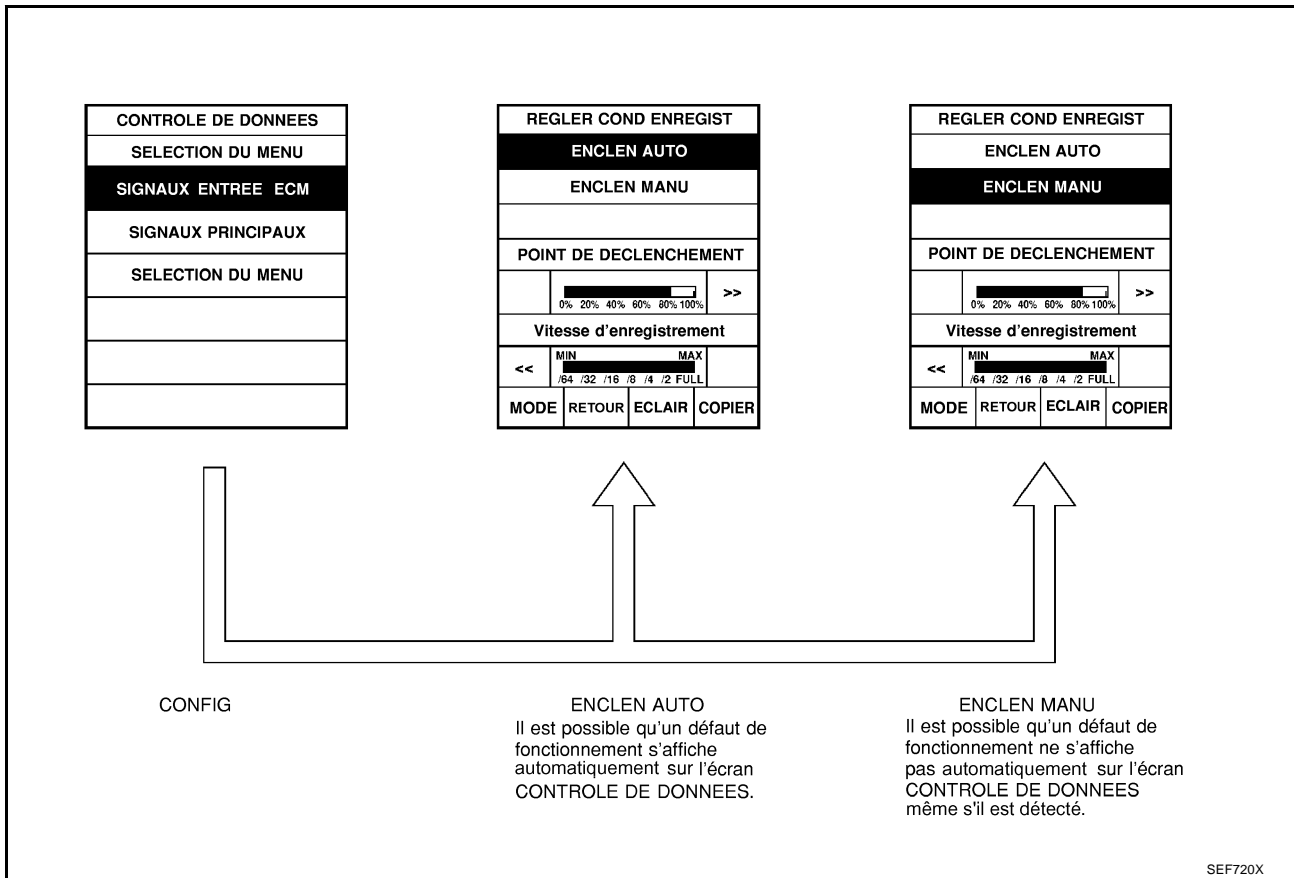 CONTROLE DE DONNEES
SELECTION DU MENU
SIGNAUX ENTREE ECM
SIGNAUX PRINCIPAUX
SELECTION DU MENU
REGLER COND ENREGIST
ENCLEN AUTO
ENCLEN MANU
POINT DE DECLENCHEMENT
>>
0% 20% 40% 60% 80% 100%
Vitesse d'enregistrement
MIN MAX
<<
/64 /32 /16 /8 /4 /2 FULL
MODE RETOUR ECLAIR COPIER
REGLER COND ENREGIST
ENCLEN AUTO
ENCLEN MANU
POINT DE DECLENCHEMENT
>>
0% 20% 40% 60% 80% 100%
Vitesse d'enregistrement
MIN MAX
<<
/64 /32 /16 /8 /4 /2 FULL
MODE RETOUR ECLAIR COPIER
CONFIG
ENCLEN AUTO
Il est possible qu'un défaut de
fonctionnement s'affiche
automatiquement sur l'écran
CONTROLE DE DONNEES.
ENCLEN MANU
Il est possible qu'un défaut de
fonctionnement ne s'affiche
pas automatiquement sur l'écran
CONTROLE DE DONNEES
même s'il est détecté.
SEF720X